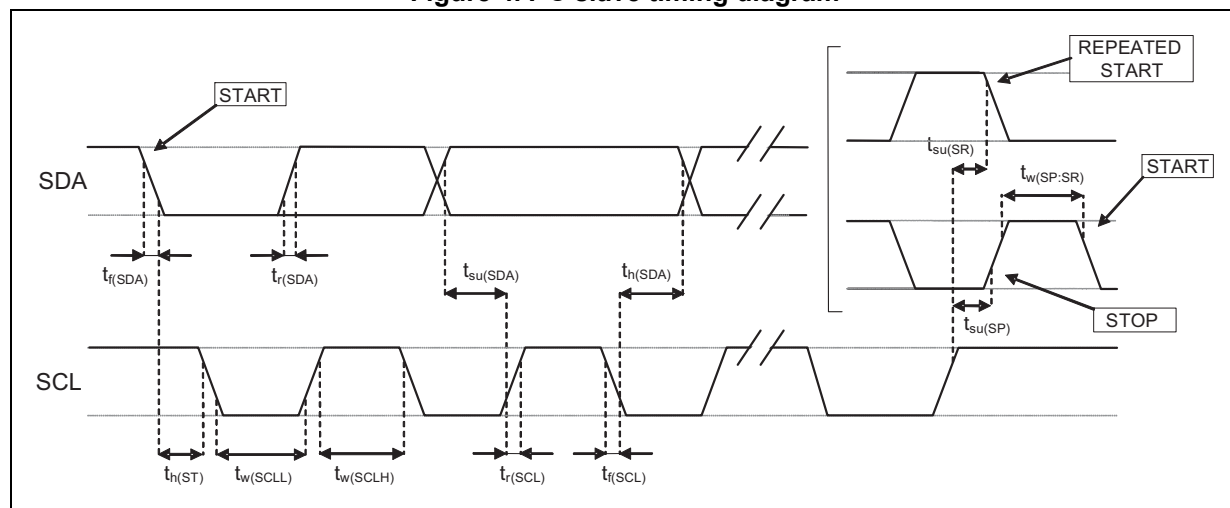 REPEATED
START
START
tsu(SR)
tw(SP:SR)
START
SDA
tf(SDA)
tr(SDA)
tsu(SDA)
th(SDA)
tsu(SP)
STOP
SCL
th(ST)
tw(SCLL)
tw(SCLH)
tr(SCL)
tf(SCL)